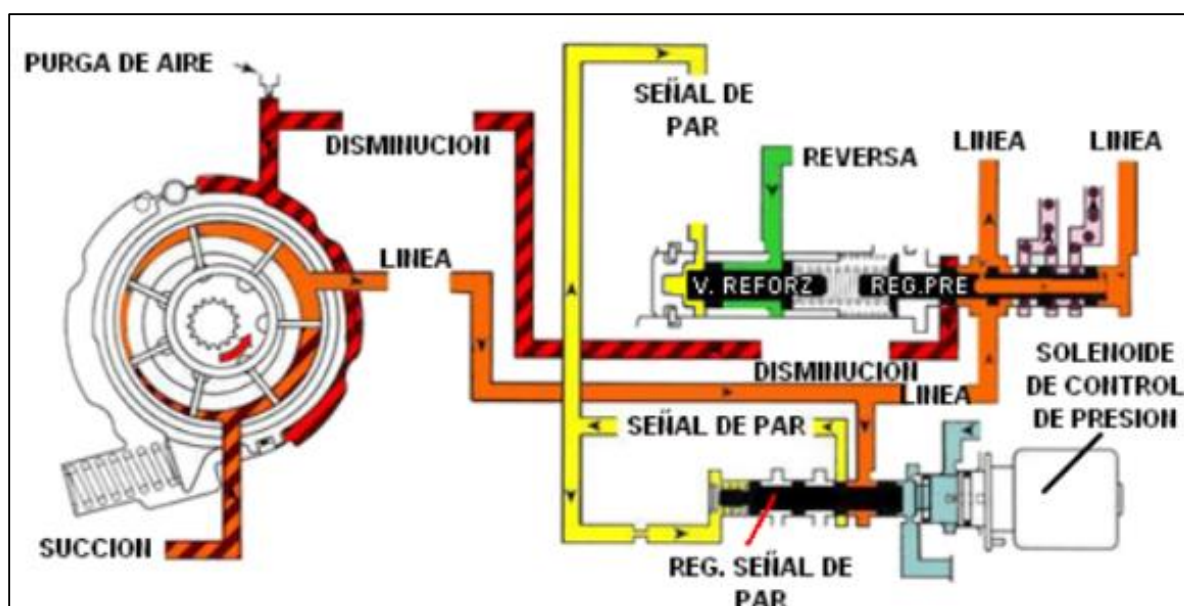 PURGA DE AIRE
DISMINUCION
LINEA
SUCCION
SEÑAL DE
PAR
REVERSA
LINEA
LINEA
V. REFORZ
REG.PRE
DISMINUCION
LINEA
SEÑAL DE PAR
SOLENOIDE
DE CONTROL
DE PRESION
REG. SEÑAL DE
PAR